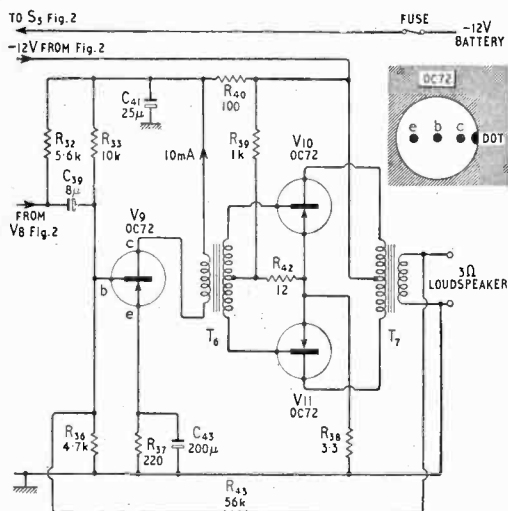 TO S5 Fig.2
FUSE
-12V
BATTERY
-12V FROM Fig.2
OC72
e b c
DOT
C41
25μ
R40
100
R32
5.6k
R33
10k
10mA
R39
1k
V10
OC72
C39
8μ
FROM
V8 Fig.2
V9
OC72
c
b
e
R42
12
T6
T7
3Ω
LOUDSPEAKER
V11
OC72
R36
4.7k
R37
220
C43
200μ
R38
3.3
R43
56k